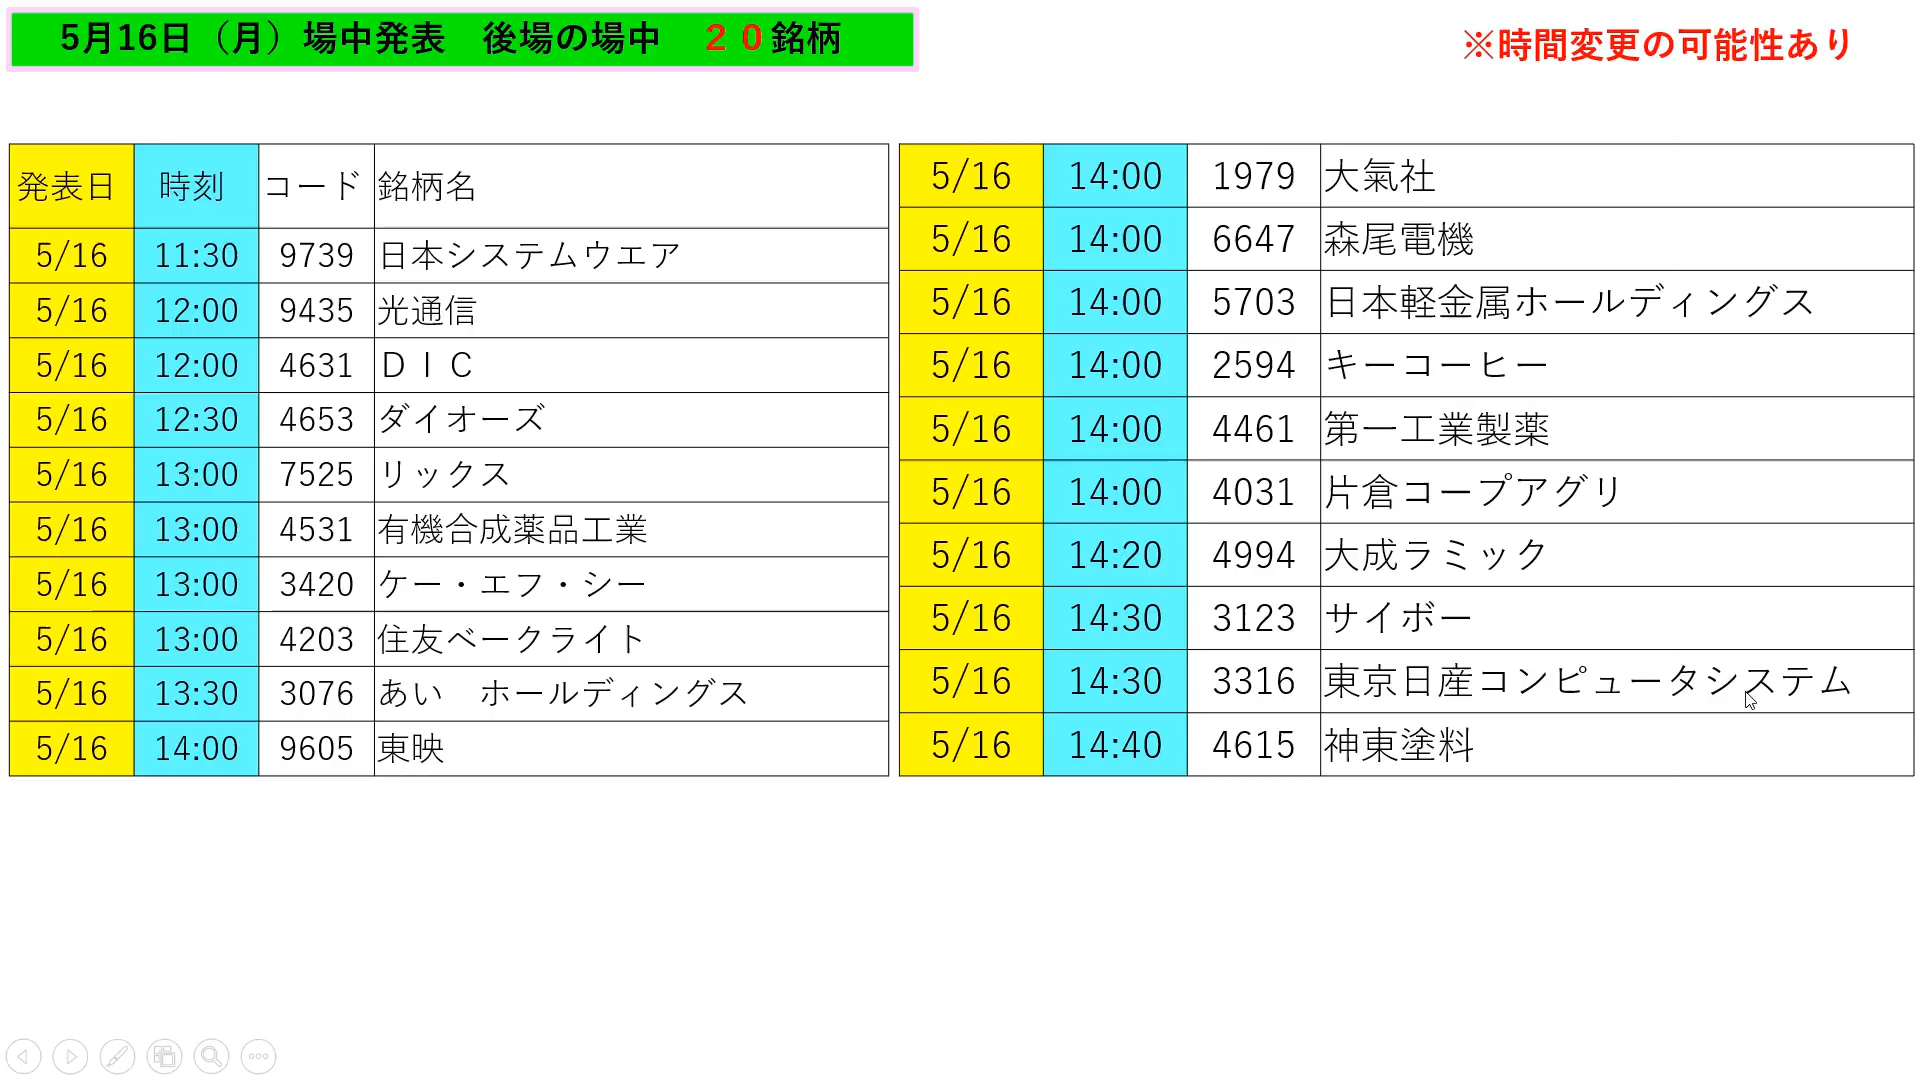 5月16日（月）場中発表　後場の場中　２０銘柄
※時間変更の可能性あり
発表日 時刻 コード 銘柄名
5/16 11:30 9739 日本システムウエア
5/16 12:00 9435 光通信
5/16 12:00 4631 ＤＩＣ
5/16 12:30 4653 ダイオーズ
5/16 13:00 7525 リックス
5/16 13:00 4531 有機合成薬品工業
5/16 13:00 3420 ケー・エフ・シー
5/16 13:00 4203 住友ベークライト
5/16 13:30 3076 あい　ホールディングス
5/16 14:00 9605 東映
5/16 14:00 1979 大氣社
5/16 14:00 6647 森尾電機
5/16 14:00 5703 日本軽金属ホールディングス
5/16 14:00 2594 キーコーヒー
5/16 14:00 4461 第一工業製薬
5/16 14:00 4031 片倉コープアグリ
5/16 14:20 4994 大成ラミック
5/16 14:30 3123 サイボー
5/16 14:30 3316 東京日産コンピュータシステム
5/16 14:40 4615 神東塗料